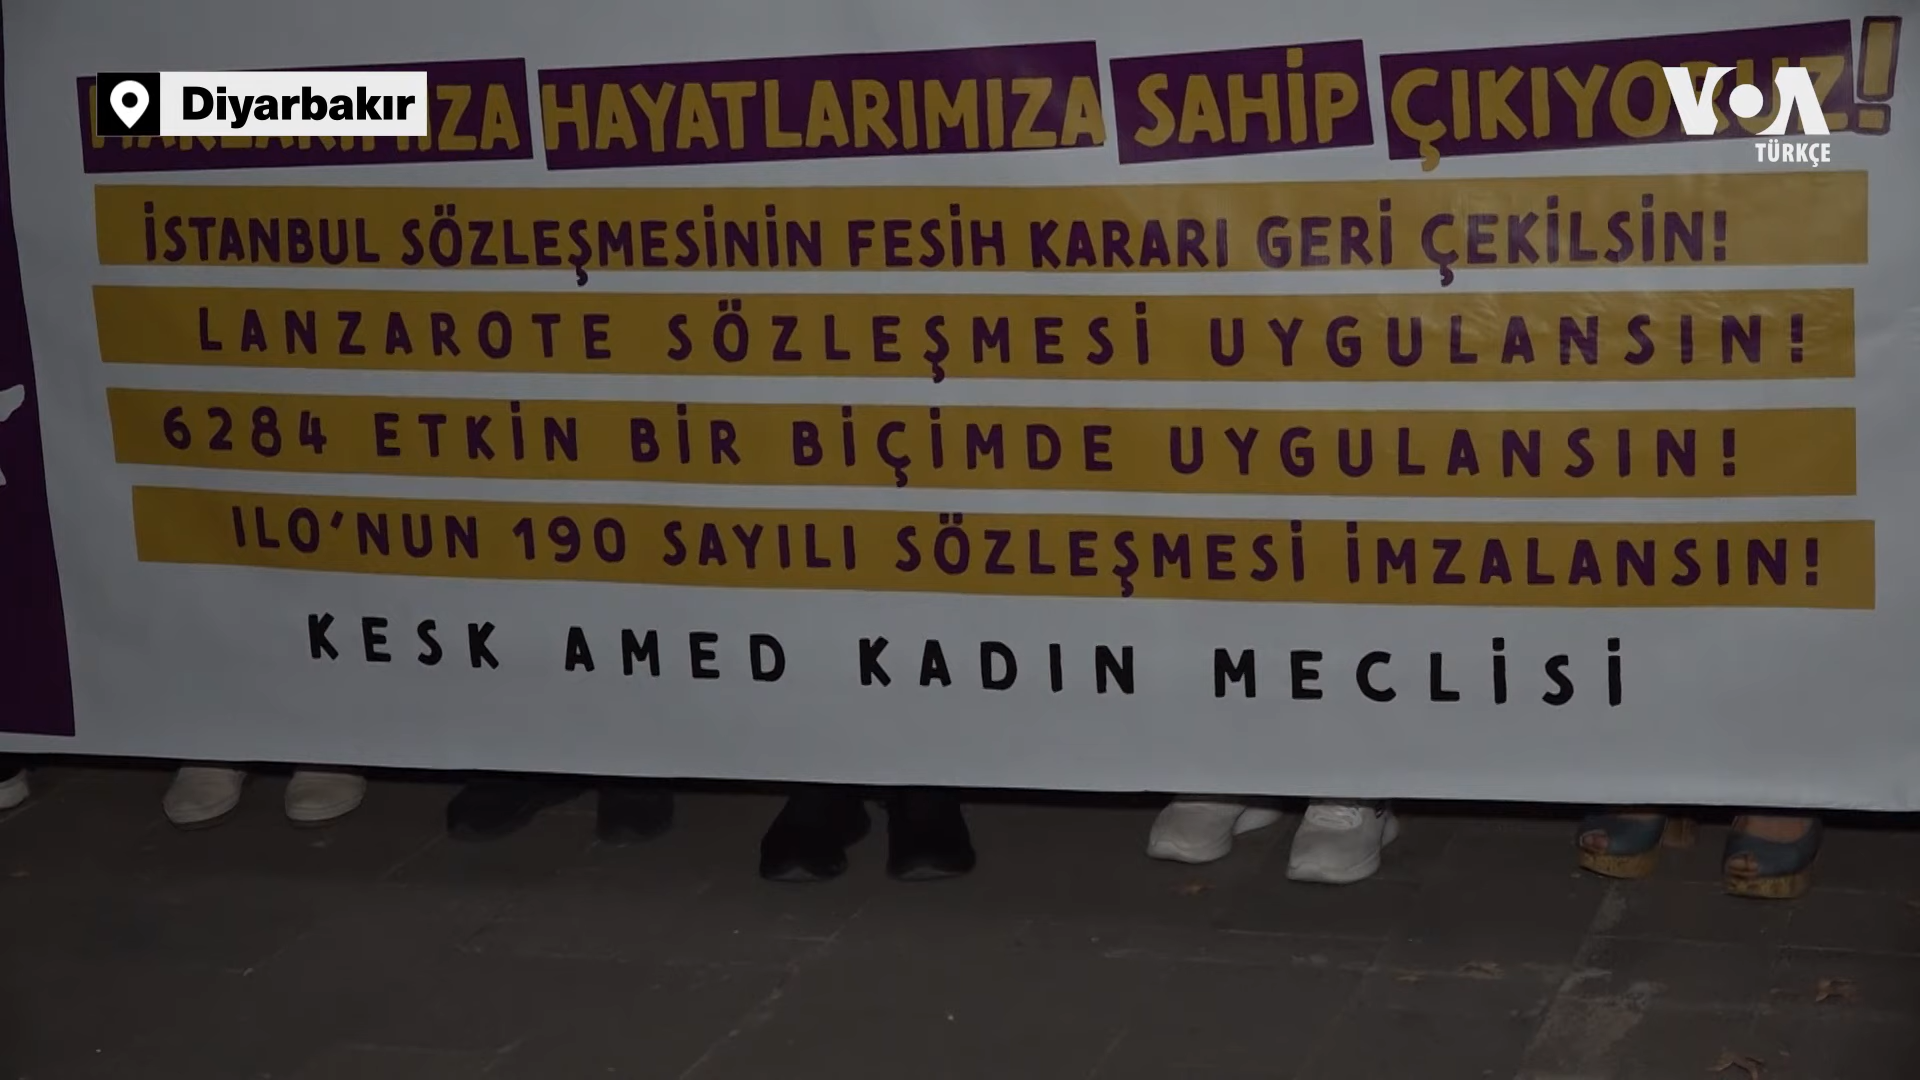 Diyarbakır
VOA
TÜRKÇE
HAYATLARIMIZA SAHİP ÇIKIYORUZ!
İSTANBUL SÖZLEŞMESİNİN FESİH KARARI GERİ ÇEKİLSİN!
LANZAROTE SÖZLEŞMESİ UYGULANSIN!
6284 ETKİN BİR BİÇİMDE UYGULANSIN!
ILO'NUN 190 SAYILI SÖZLEŞMESİ İMZALANSIN!
KESK AMED KADIN MECLİSİ